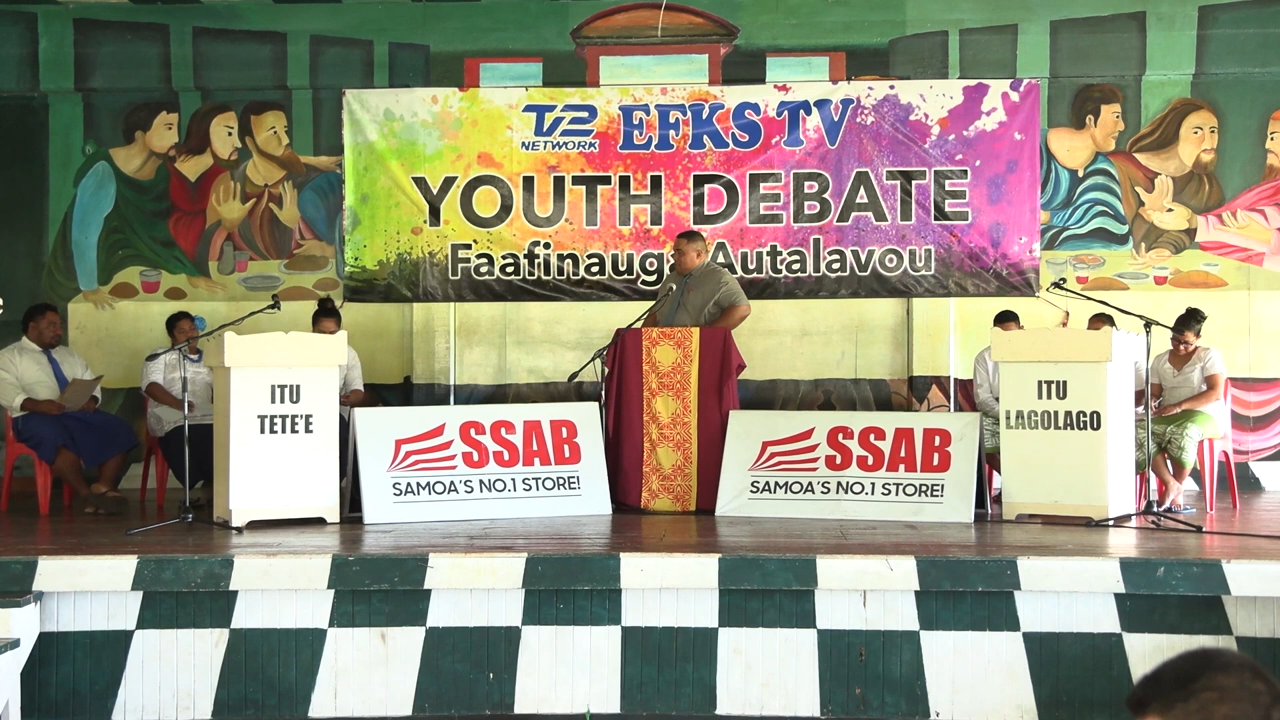 TV2 NETWORK EFKS TV
YOUTH DEBATE
Faafinauga Autalavou
ITU
TETE'E
SSAB
SAMOA'S NO.1 STORE!
SSAB
SAMOA'S NO.1 STORE!
ITU
LAGOLAGO